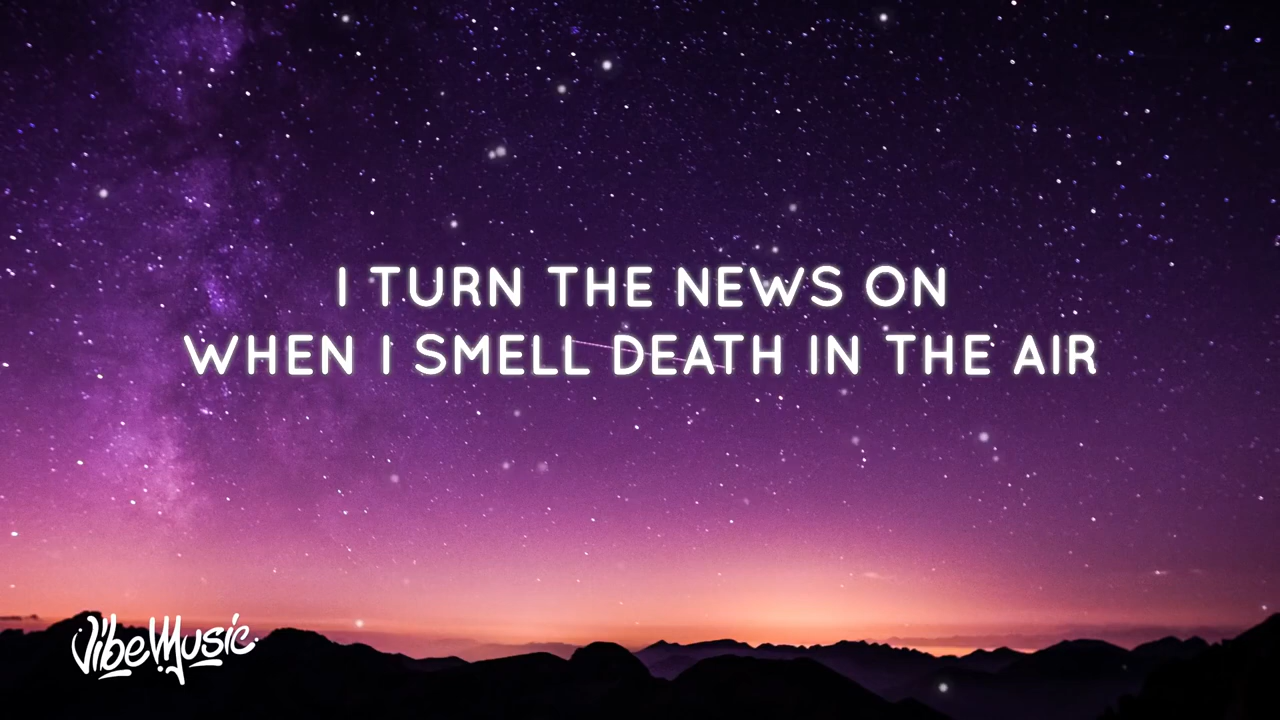 I TURN THE NEWS ON
WHEN I SMELL DEATH IN THE AIR
VibeMusic